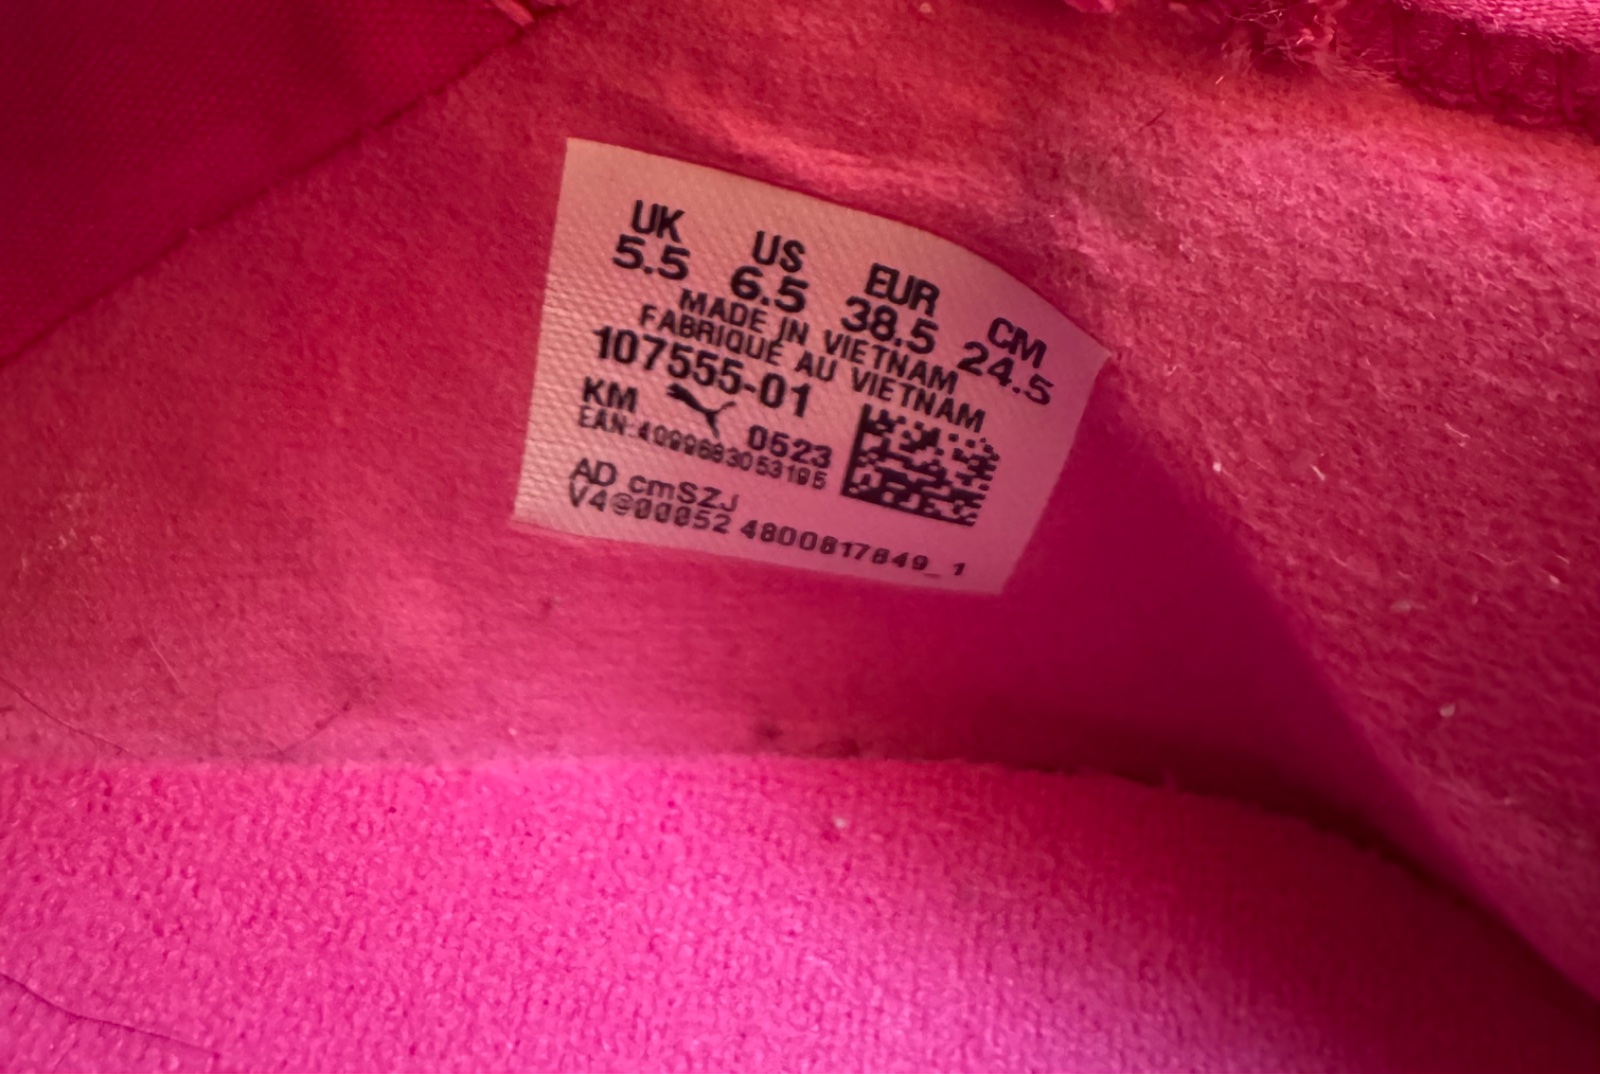 UK US EUR CM
5.5 6.5 38.5 24.5
MADE IN VIETNAM
FABRIQUÉ AU VIETNAM
107555-01
KM 0523
EAN:4099683053195
AD cmSZJ
V4@00052 4800617849_1